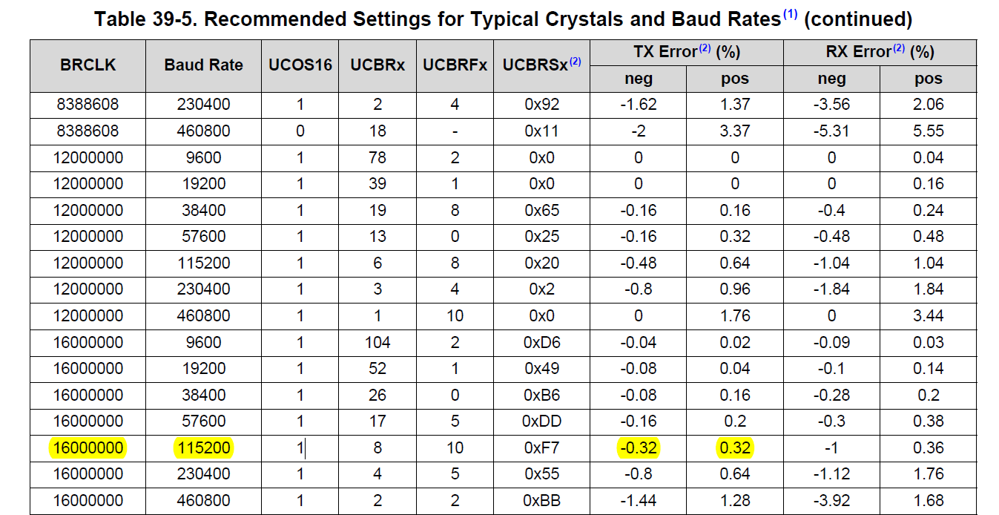 Table 39-5. Recommended Settings for Typical Crystals and Baud Rates(1) (continued)
BRCLK Baud Rate UCOS16 UCBRx UCBRFx UCBRSx(2) TX Error(2) (%) RX Error(2) (%)
neg pos neg pos
8388608 230400 1 2 4 0x92 -1.62 1.37 -3.56 2.06
8388608 460800 0 18 - 0x11 -2 3.37 -5.31 5.55
12000000 9600 1 78 2 0x0 0 0 0 0.04
12000000 19200 1 39 1 0x0 0 0 0 0.16
12000000 38400 1 19 8 0x65 -0.16 0.16 -0.4 0.24
12000000 57600 1 13 0 0x25 -0.16 0.32 -0.48 0.48
12000000 115200 1 6 8 0x20 -0.48 0.64 -1.04 1.04
12000000 230400 1 3 4 0x2 -0.8 0.96 -1.84 1.84
12000000 460800 1 1 10 0x0 0 1.76 0 3.44
16000000 9600 1 104 2 0xD6 -0.04 0.02 -0.09 0.03
16000000 19200 1 52 1 0x49 -0.08 0.04 -0.1 0.14
16000000 38400 1 26 0 0xB6 -0.08 0.16 -0.28 0.2
16000000 57600 1 17 5 0xDD -0.16 0.2 -0.3 0.38
16000000 115200 1 8 10 0xF7 -0.32 0.32 -1 0.36
16000000 230400 1 4 5 0x55 -0.8 0.64 -1.12 1.76
16000000 460800 1 2 2 0xBB -1.44 1.28 -3.92 1.68